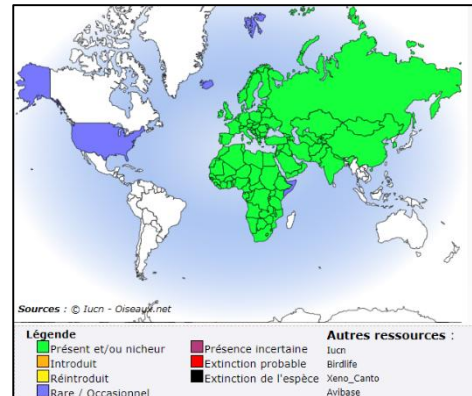 Sources : © Iucn - Oiseaux.net
Légende
Présent et/ou nicheur
Introduit
Réintroduit
Rare / Occasionnel
Présence incertaine
Extinction probable
Extinction de l'espèce
Autres ressources :
Iucn
Birdlife
Xeno_Canto
Avibase